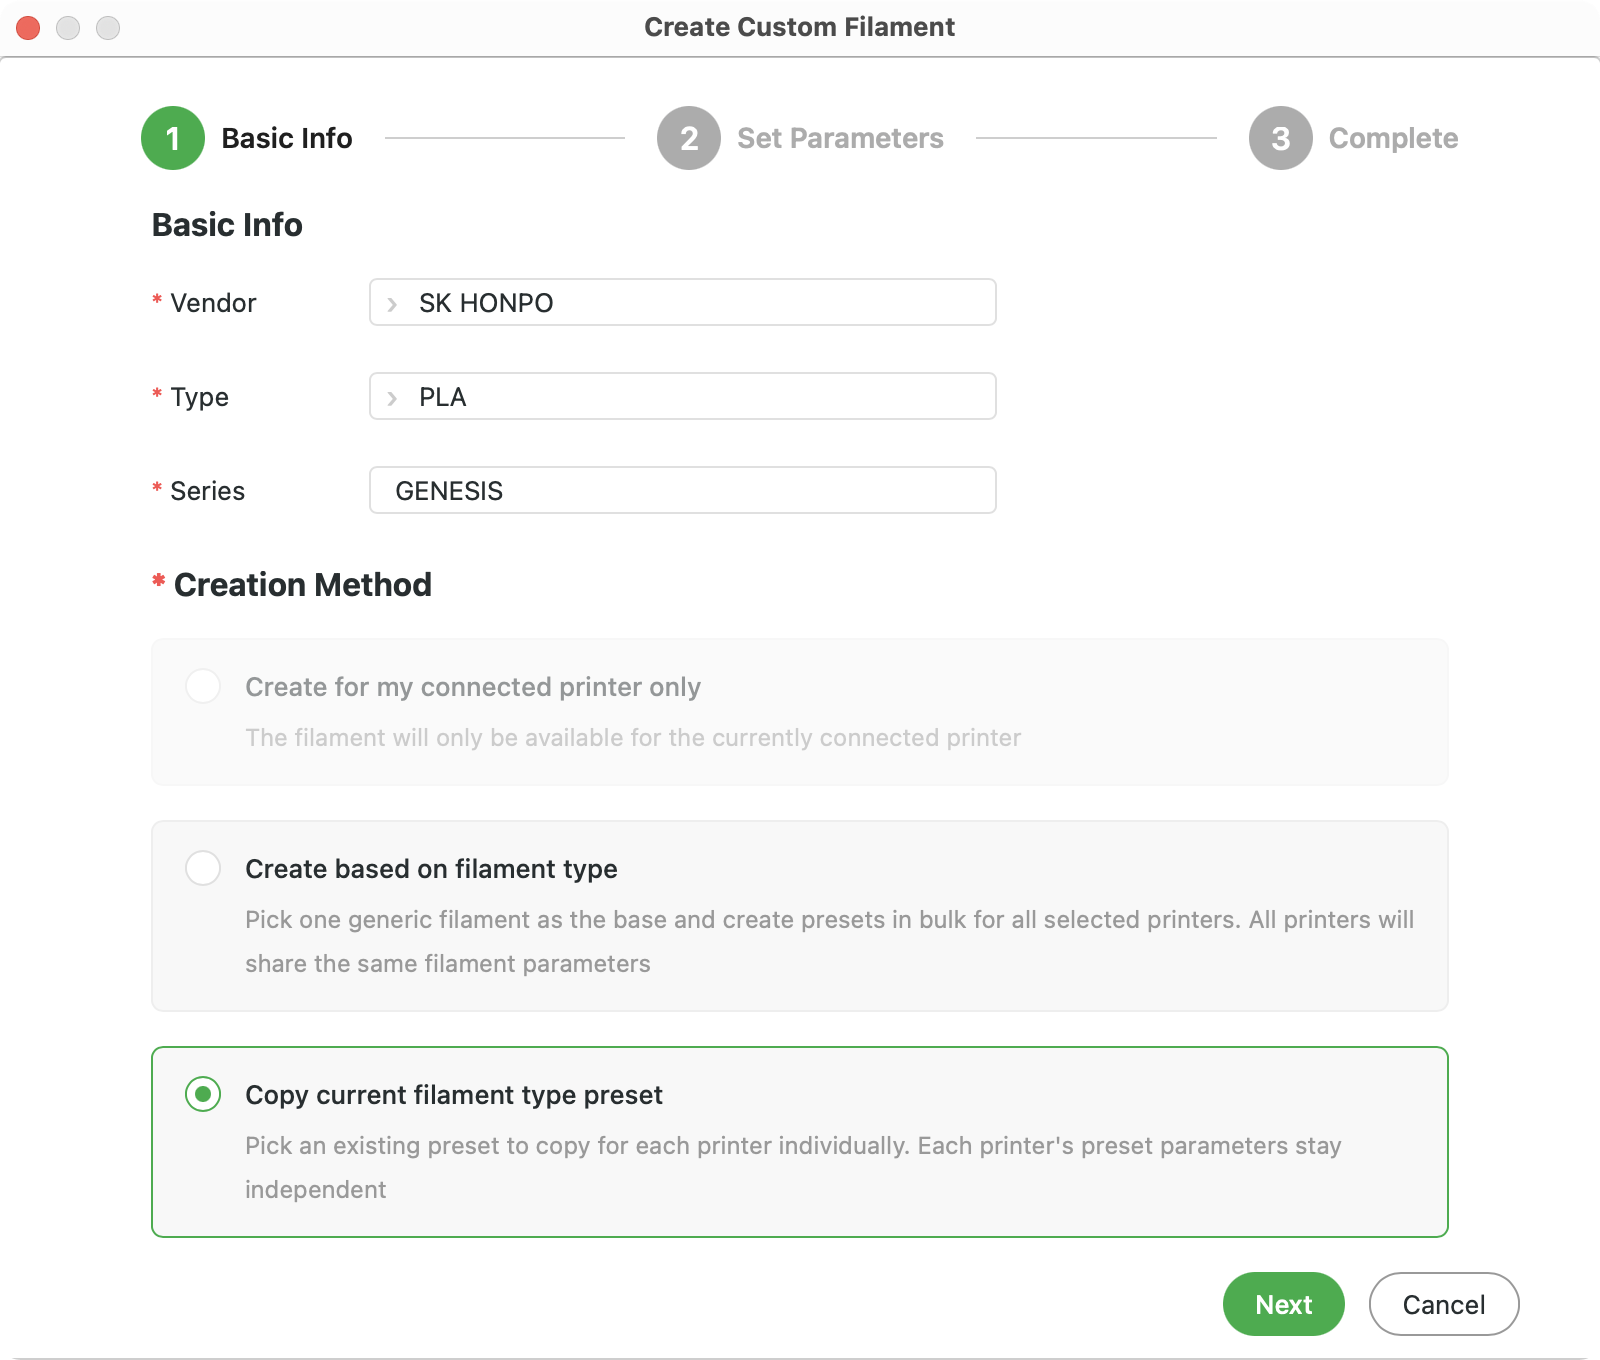 Create Custom Filament
1 Basic Info 2 Set Parameters 3 Complete
Basic Info
* Vendor › SK HONPO
* Type › PLA
* Series GENESIS
* Creation Method
Create for my connected printer only
The filament will only be available for the currently connected printer
Create based on filament type
Pick one generic filament as the base and create presets in bulk for all selected printers. All printers will
share the same filament parameters
Copy current filament type preset
Pick an existing preset to copy for each printer individually. Each printer's preset parameters stay
independent
Next Cancel